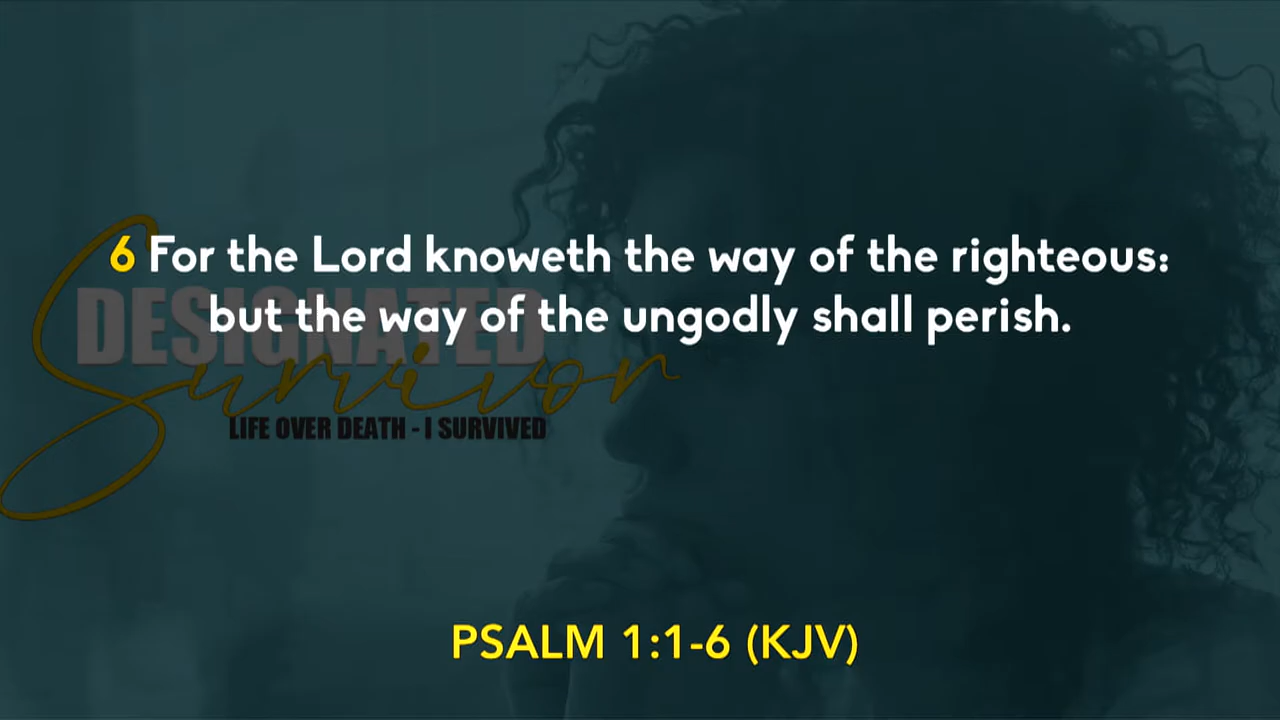 6 For the Lord knoweth the way of the righteous:
but the way of the ungodly shall perish.
DESIGNATED
Survivor
LIFE OVER DEATH - I SURVIVED
PSALM 1:1-6 (KJV)